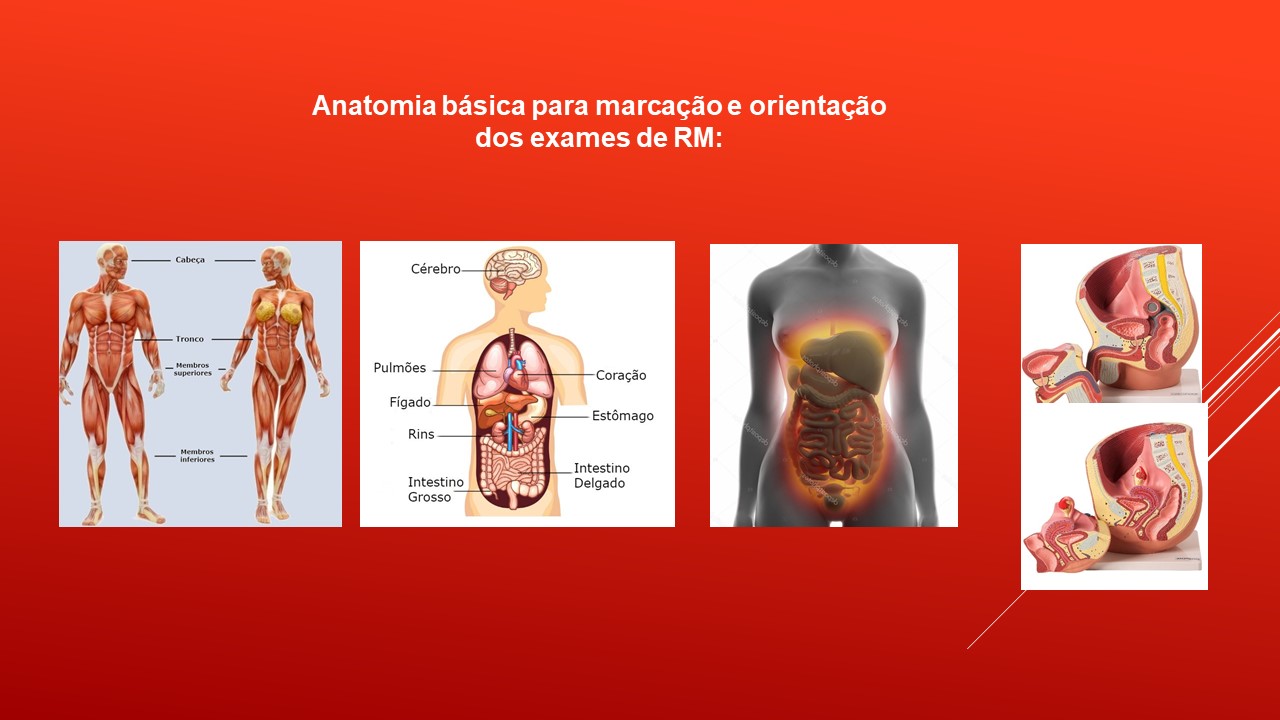 Anatomia básica para marcação e orientação
dos exames de RM:
Cabeça
Tronco
Membros
superiores
Membros
inferiores
Cérebro
Pulmões
Coração
Fígado
Estômago
Rins
Intestino
Delgado
Intestino
Grosso